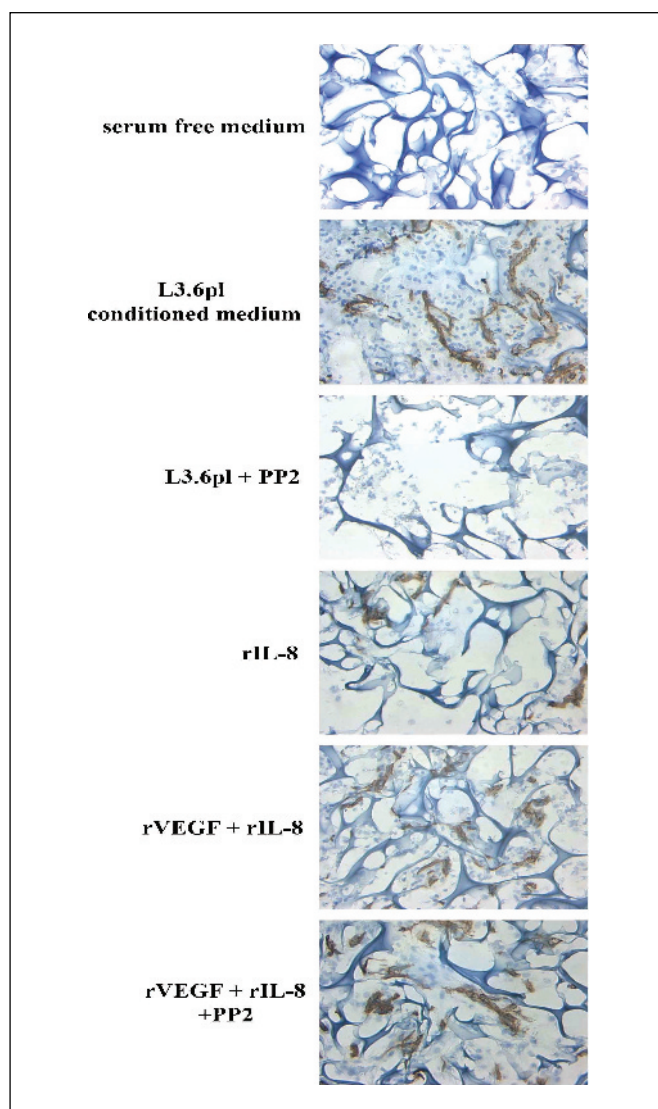 serum free medium
L3.6pl
conditioned medium
L3.6pl + PP2
rIL-8
rVEGF + rIL-8
rVEGF + rIL-8
+PP2